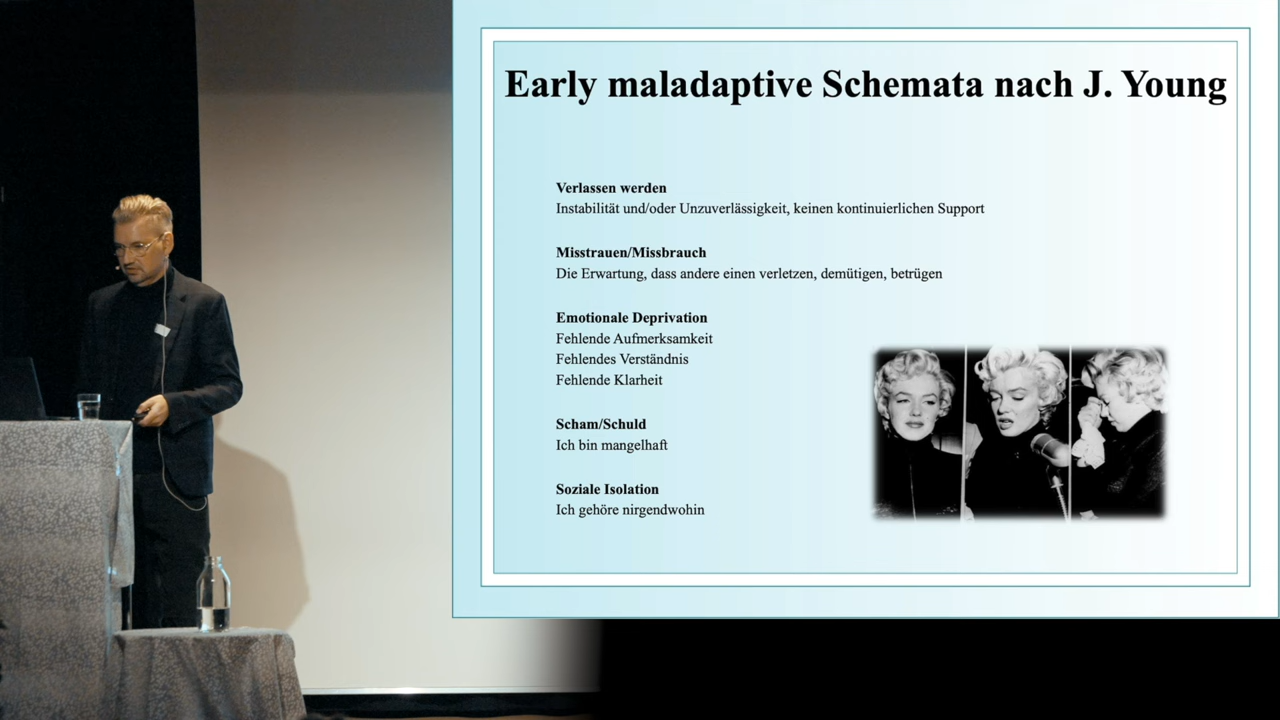 Early maladaptive Schemata nach J. Young
Verlassen werden
Instabilität und/oder Unzuverlässigkeit, keinen kontinuierlichen Support
Misstrauen/Missbrauch
Die Erwartung, dass andere einen verletzen, demütigen, betrügen
Emotionale Deprivation
Fehlende Aufmerksamkeit
Fehlendes Verständnis
Fehlende Klarheit
Scham/Schuld
Ich bin mangelhaft
Soziale Isolation
Ich gehöre nirgendwohin